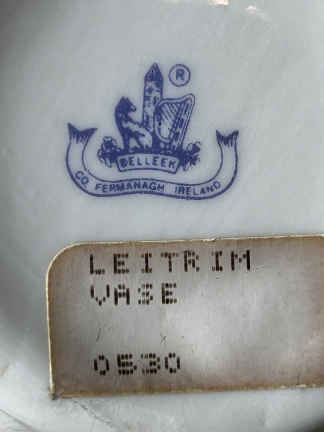 ®
BELLEEK
CO FERMANAGH IRELAND
LEITRIM
VASE
0530